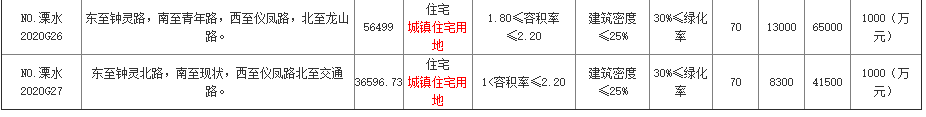 NO.溧水2020G26 东至钟灵路，南至青年路，西至仪凤路，北至龙山路。 56499 住宅 城镇住宅用地 1.80≤容积率≤2.20 建筑密度≤25% 30%≤绿化率 70 13000 65000 1000（万元）
NO.溧水2020G27 东至钟灵北路，南至现状，西至仪凤路北至交通路。 36596.73 住宅 城镇住宅用地 1<容积率≤2.20 建筑密度≤25% 30%≤绿化率 70 8300 41500 1000（万元）